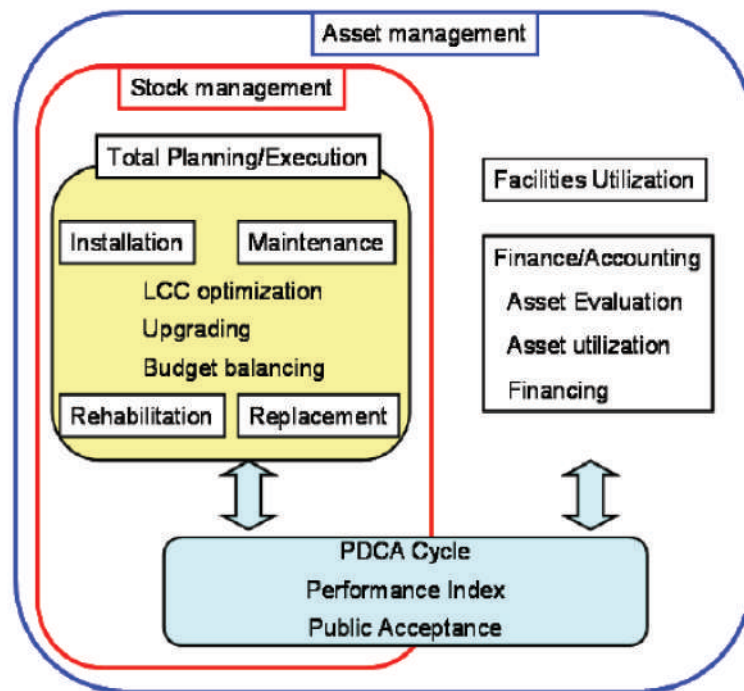 Asset management
Stock management
Total Planning/Execution
Installation
Maintenance
LCC optimization
Upgrading
Budget balancing
Rehabilitation
Replacement
Facilities Utilization
Finance/Accounting
Asset Evaluation
Asset utilization
Financing
PDCA Cycle
Performance Index
Public Acceptance